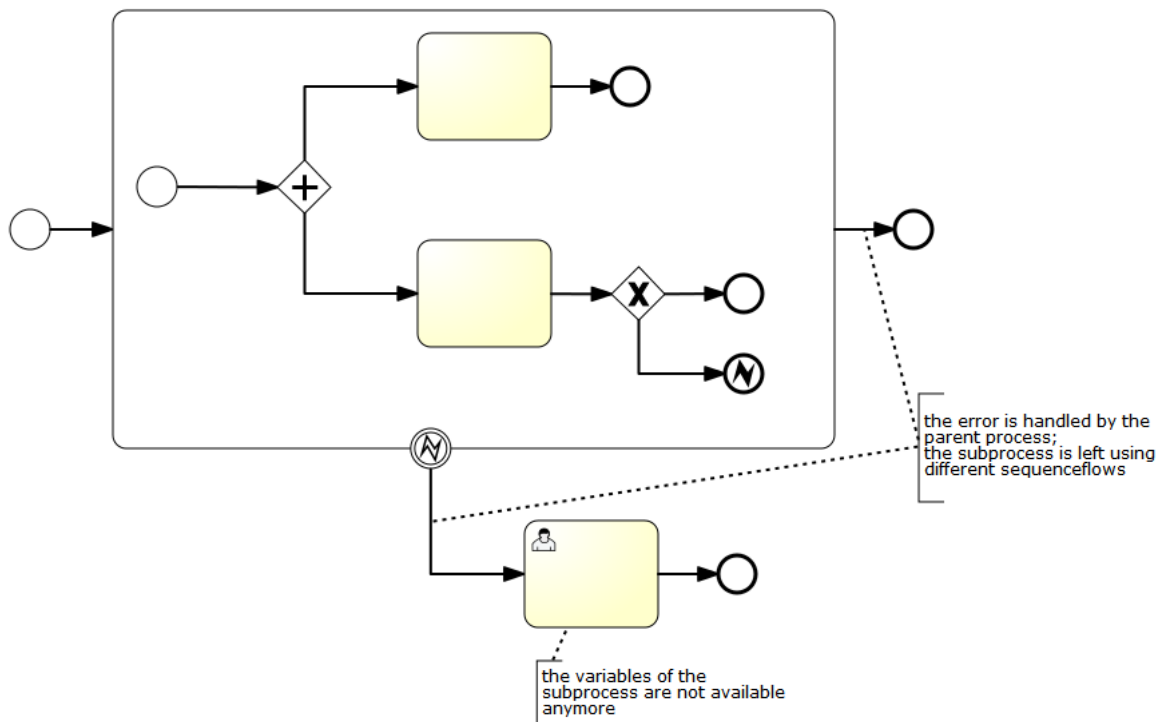 the error is handled by the
parent process;
the subprocess is left using
different sequenceflows
the variables of the
subprocess are not available
anymore